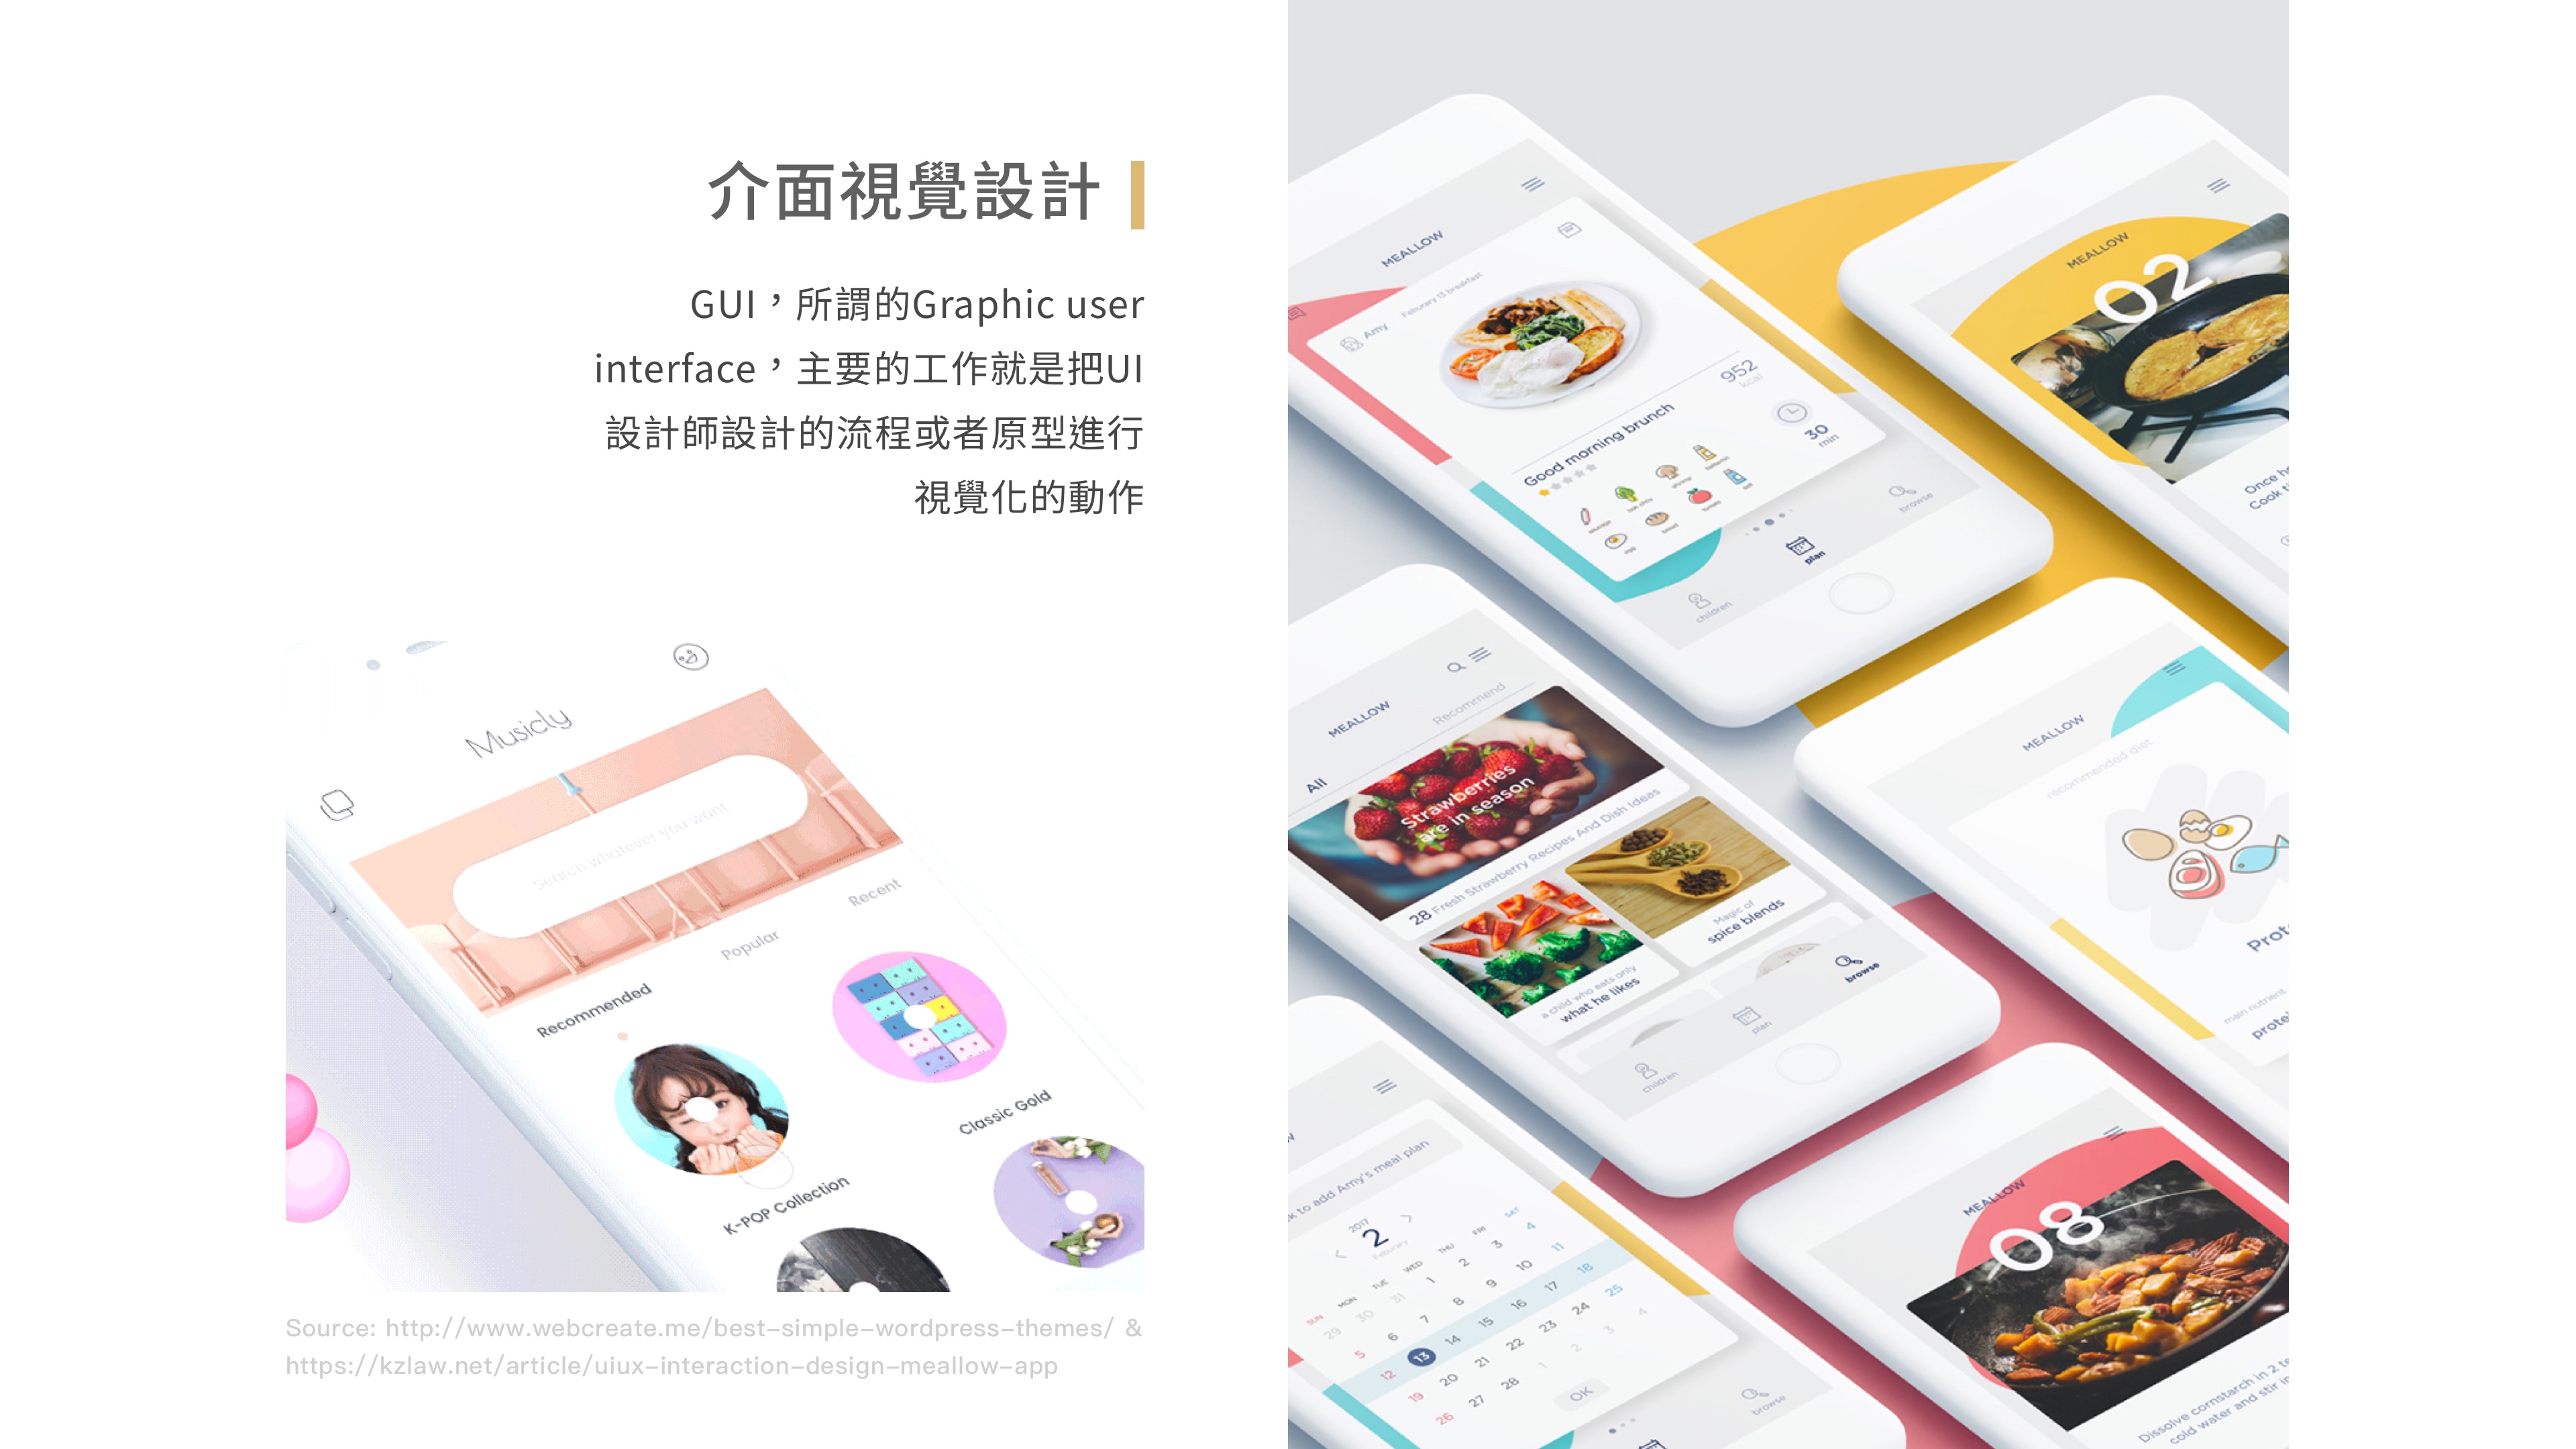 介面視覺設計
GUI，所謂的Graphic user
interface，主要的工作就是把UI
設計師設計的流程或者原型進行
視覺化的動作
Musicly
Search whatever you want
Recommended
Popular
Recent
K-POP Collection
Classic Gold
Source: http://www.webcreate.me/best-simple-wordpress-themes/ &
https://kzlaw.net/article/uiux-interaction-design-meallow-app
MEALLOW
Amy
Feburary 13 breakfast
952
kcal
Good morning brunch
30
min
sausage
egg
bread
tomato
children
plan
browse
MEALLOW
02
Once
Cook
MEALLOW
All
Recommend
Strawberries
are in season
28 Fresh Strawberry Recipes And Dish Ideas
a child who eats only
what he likes
Magic of
spice blends
children
plan
browse
MEALLOW
recommended diet
main nutrient
to add Amy's meal plan
2017
2
Feburary
SUN MON TUE WED THU FRI SAT
29 30 31 1 2 3 4
5 6 7 8 9 10 11
12 13 14 15 16 17 18
19 20 21 22 23 24 25
26 27 28 1 2 3 4
OK
browse
MEALLOW
08
Dissolve cornstarch in 2
cold water and stir